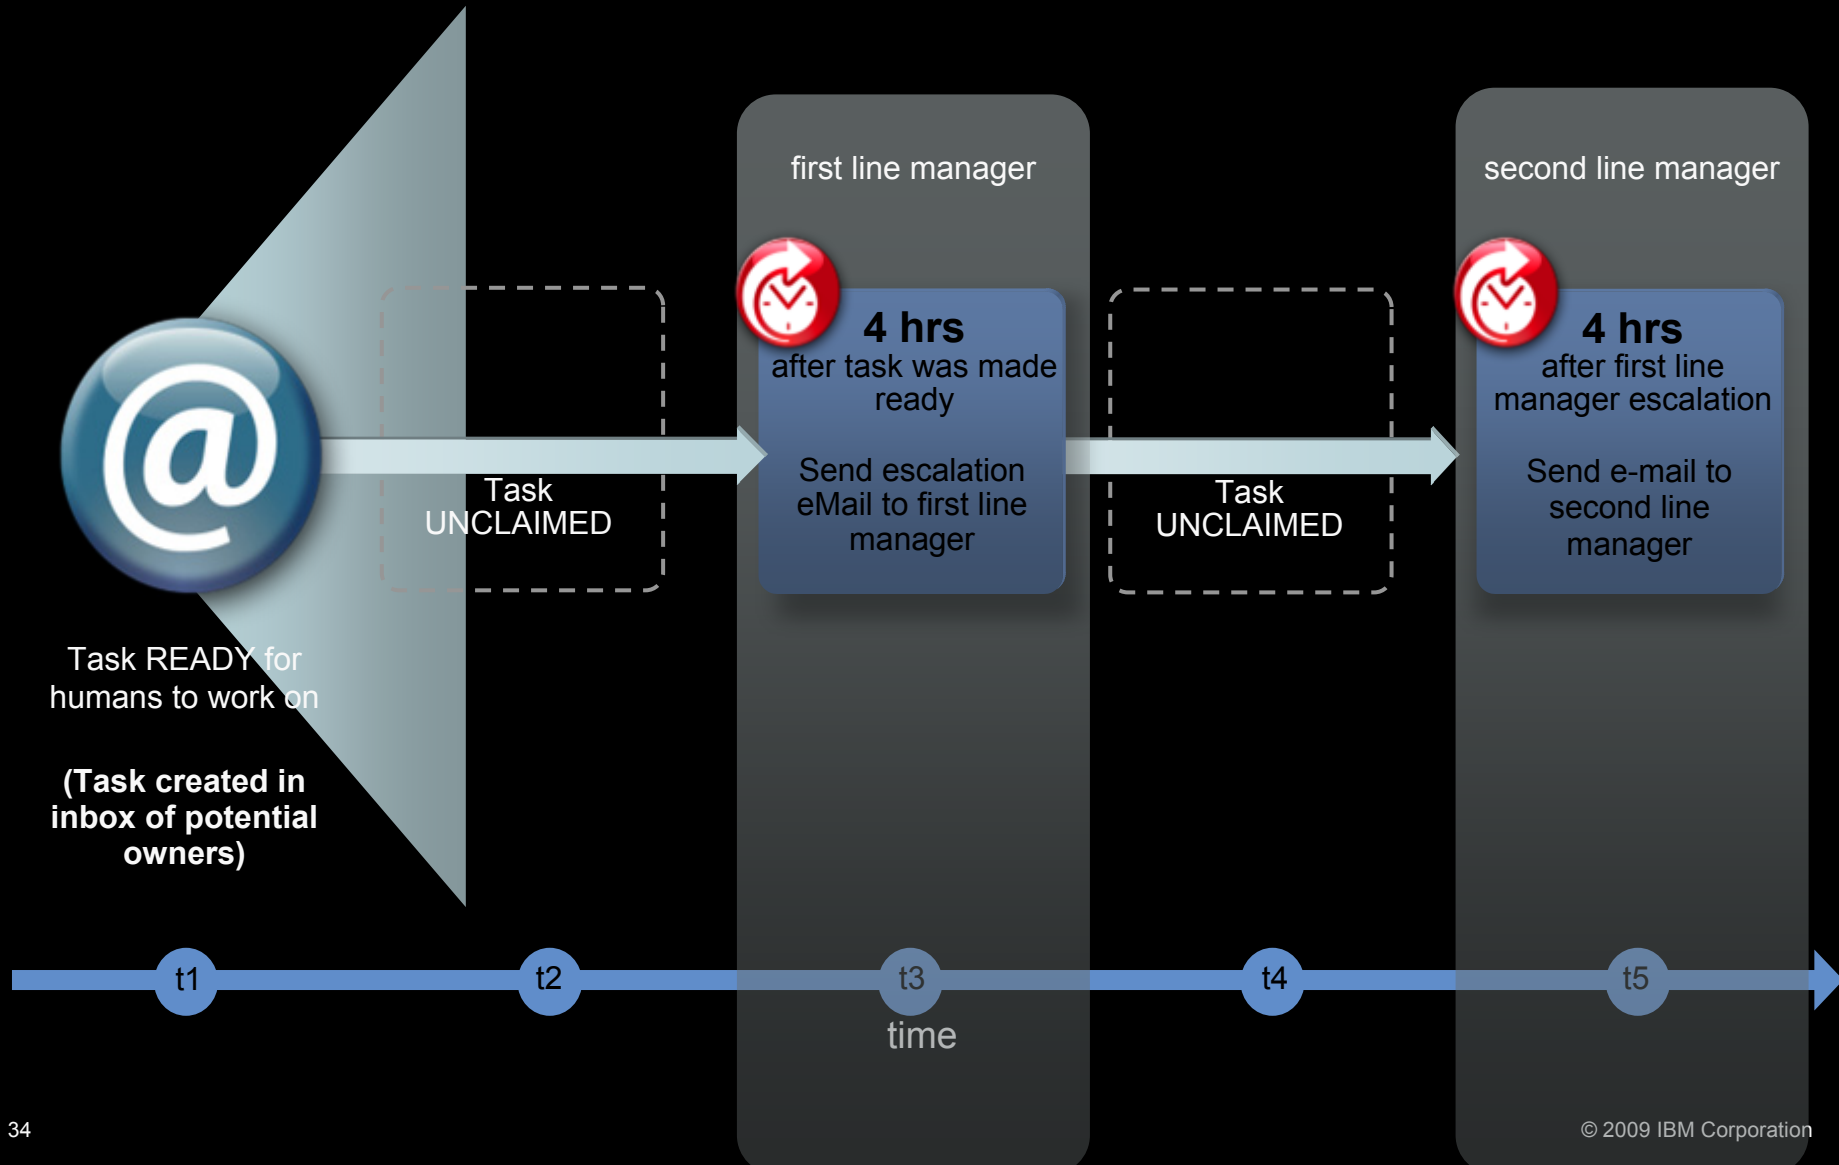 first line manager
second line manager
4 hrs
after task was made
ready
Send escalation
eMail to first line
manager
4 hrs
after first line
manager escalation
Send e-mail to
second line
manager
@
Task
UNCLAIMED
Task
UNCLAIMED
Task READY for
humans to work on
(Task created in
inbox of potential
owners)
t1
t2
t3
t4
t5
time
34
© 2009 IBM Corporation